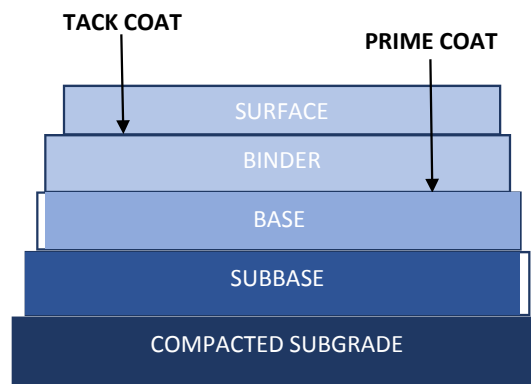 TACK COAT
PRIME COAT
SURFACE
BINDER
BASE
SUBBASE
COMPACTED SUBGRADE